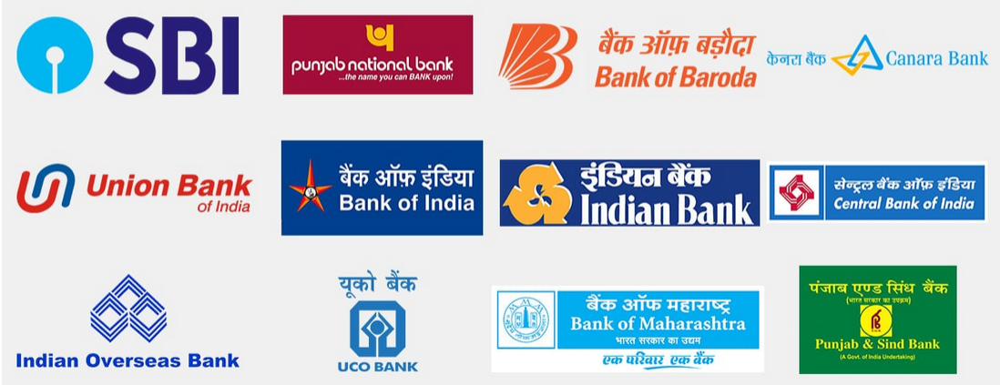 SBI
पं
punjab national bank
...the name you can BANK upon!
बैंक ऑफ़ बड़ौदा
Bank of Baroda
केनरा बैंक
Canara Bank
Union Bank
of India
बैंक ऑफ़ इंडिया
Bank of India
इंडियन बैंक
Indian Bank
सेन्ट्रल बैंक ऑफ़ इंडिया
Central Bank of India
Indian Overseas Bank
यूको बैंक
UCO BANK
बैंक ऑफ महाराष्ट्र
Bank of Maharashtra
भारत सरकार का उद्यम
एक परिवार एक बैंक
पंजाब एण्ड सिंध बैंक
(भारत सरकार का उपक्रम)
Punjab & Sind Bank
(A Govt. of India Undertaking)